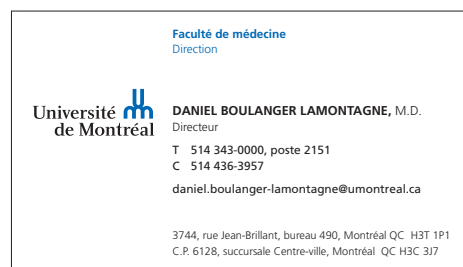 Faculté de médecine
Direction
Université
de Montréal
DANIEL BOULANGER LAMONTAGNE, M.D.
Directeur
T 514 343-0000, poste 2151
C 514 436-3957
daniel.boulanger-lamontagne@umontreal.ca
3744, rue Jean-Brillant, bureau 490, Montréal QC H3T 1P1
C.P. 6128, succursale Centre-ville, Montréal QC H3C 3J7